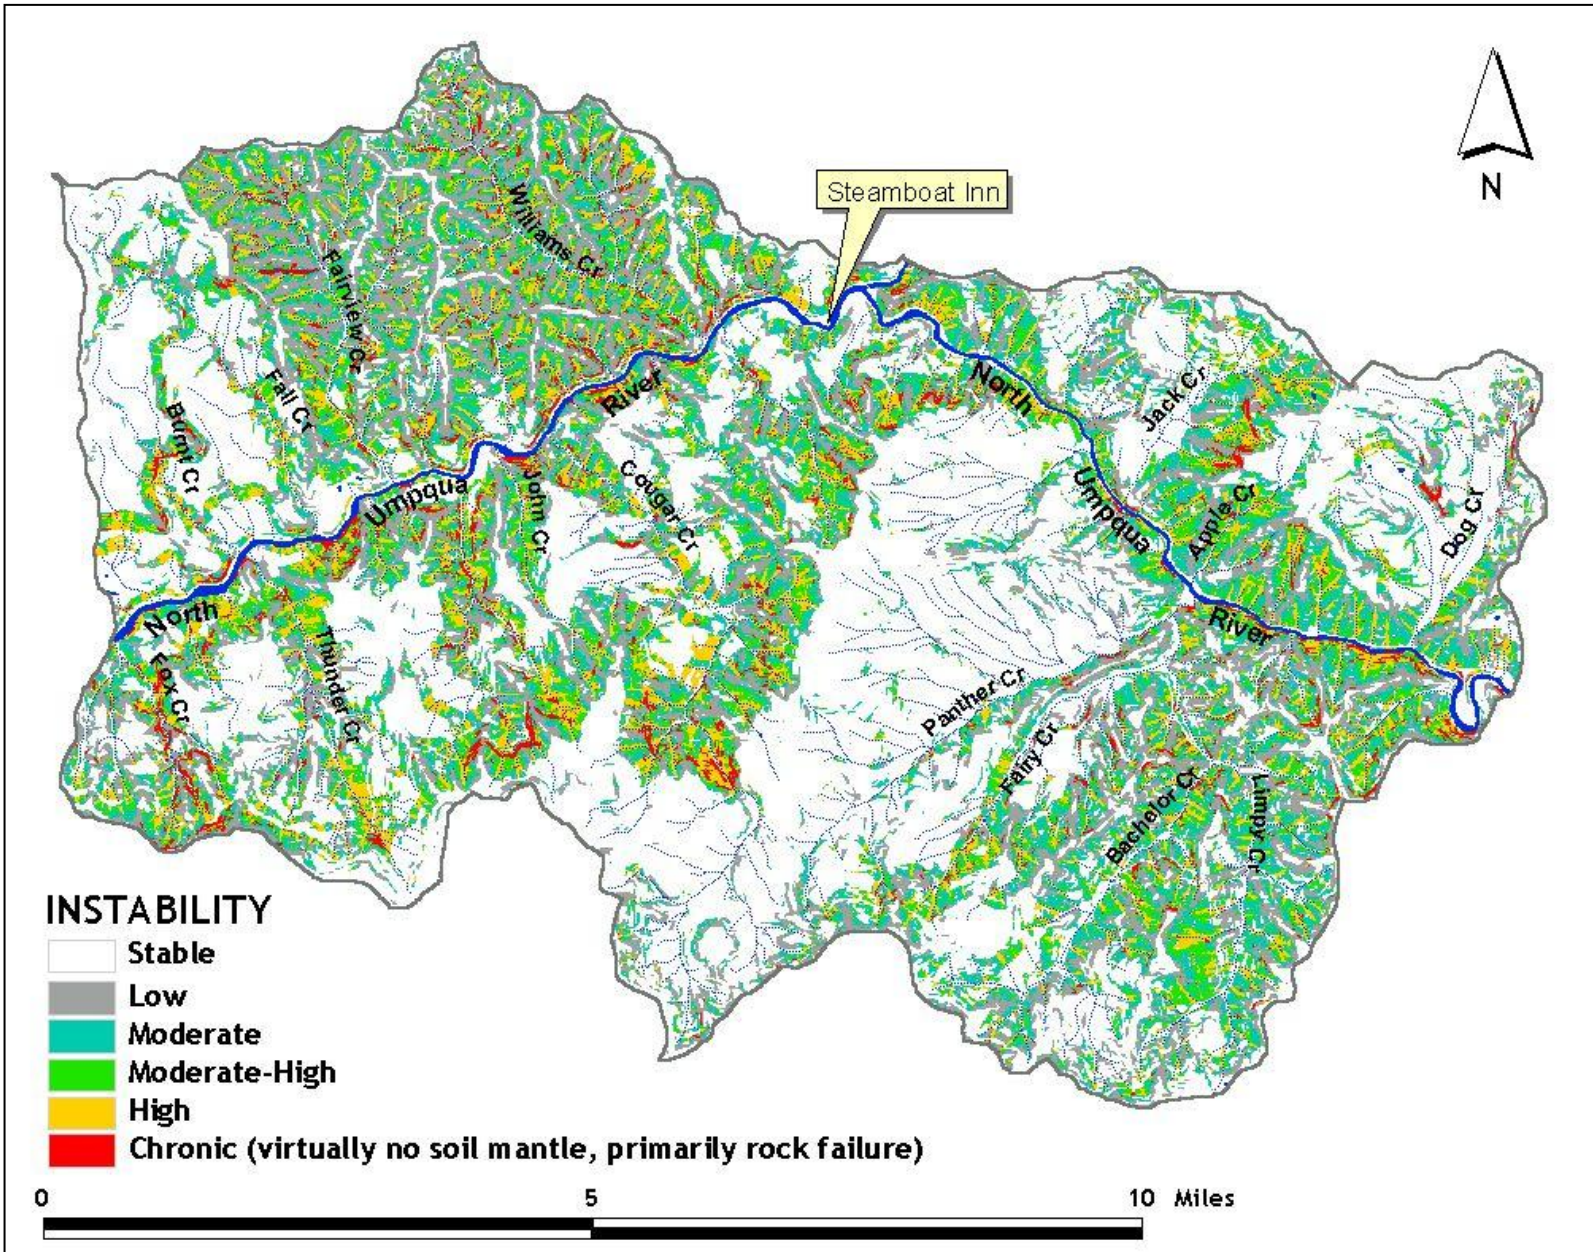 Steamboat Inn
N
Williams Cr
Fairview Cr
Fall Cr
Burnt Cr
North
Umpqua
River
North
Umpqua
River
Jack Cr
Apple Cr
Dog Cr
John Cr
Cougar Cr
Fox Cr
Thunder Cr
Panther Cr
Fairy Cr
Bachelor Cr
Limpy Cr
INSTABILITY
Stable
Low
Moderate
Moderate-High
High
Chronic (virtually no soil mantle, primarily rock failure)
0 5 10 Miles